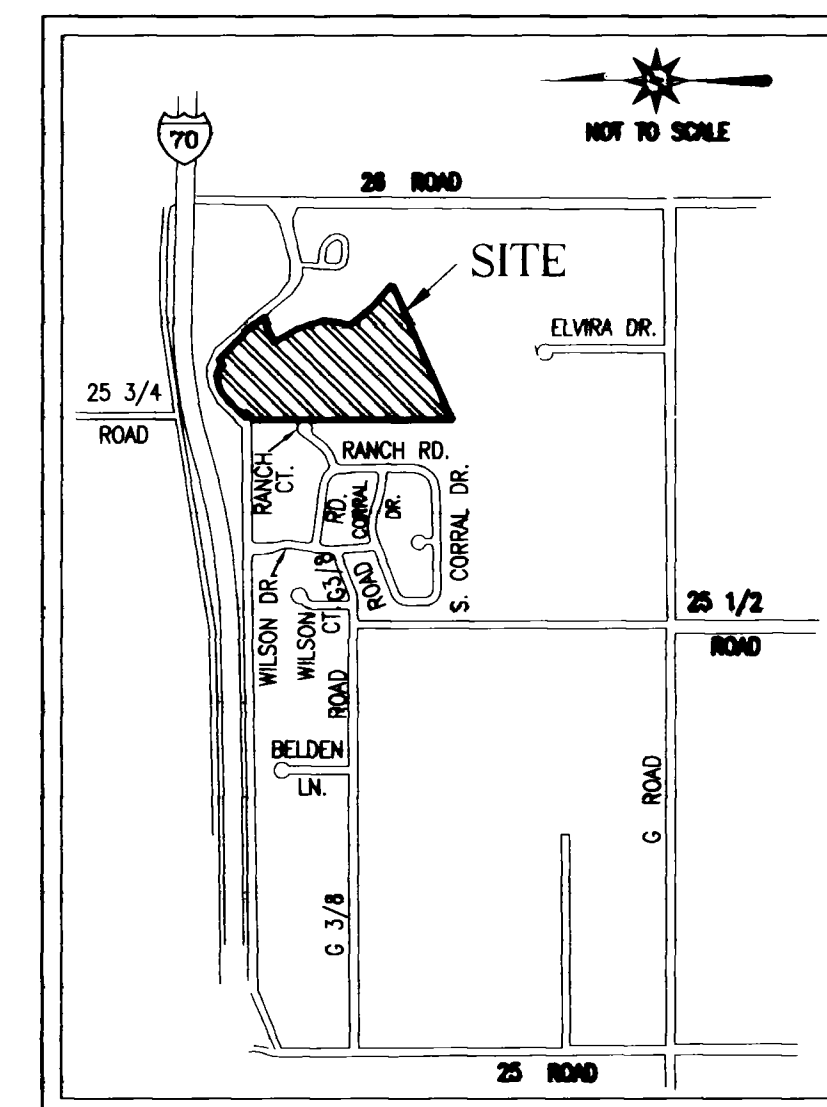 70
NOT TO SCALE
26 ROAD
SITE
ELVIRA DR.
25 3/4
ROAD
RANCH RD.
RANCH
CT.
RD.
CORRAL
DR.
S. CORRAL DR.
G3/8
ROAD
WILSON DR.
WILSON
CT
25 1/2
ROAD
ROAD
BELDEN
LN.
G ROAD
G 3/8
25 ROAD